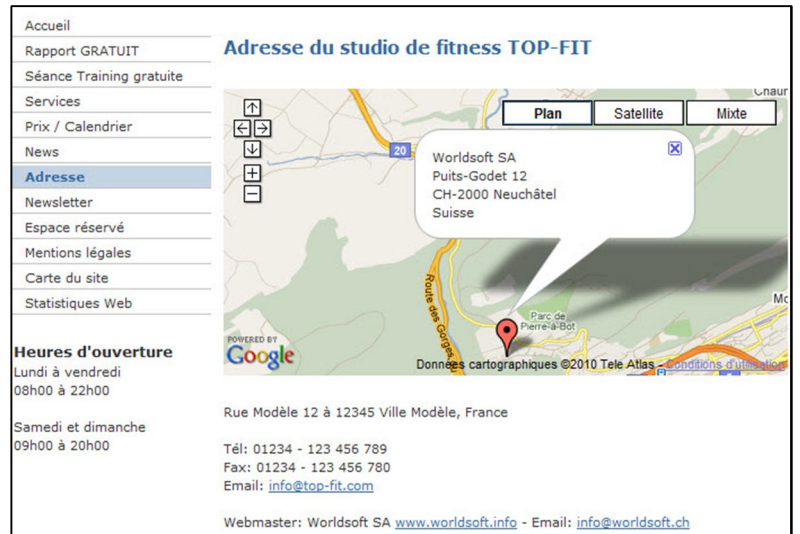 Accueil
Rapport GRATUIT
Séance Training gratuite
Services
Prix / Calendrier
News
Adresse
Newsletter
Espace réservé
Mentions légales
Carte du site
Statistiques Web
Heures d'ouverture
Lundi à vendredi
08h00 à 22h00
Samedi et dimanche
09h00 à 20h00
Adresse du studio de fitness TOP-FIT
Chaur
Plan Satellite Mixte
20
Worldsoft SA
Puits-Godet 12
CH-2000 Neuchâtel
Suisse
Route des Gorges
Parc de
Pierre-à-Bot
POWERED BY
Google
Données cartographiques ©2010 Tele Atlas - Conditions d'utilisation
Rue Modèle 12 à 12345 Ville Modèle, France
Tél: 01234 - 123 456 789
Fax: 01234 - 123 456 780
Email: info@top-fit.com
Webmaster: Worldsoft SA www.worldsoft.info - Email: info@worldsoft.ch